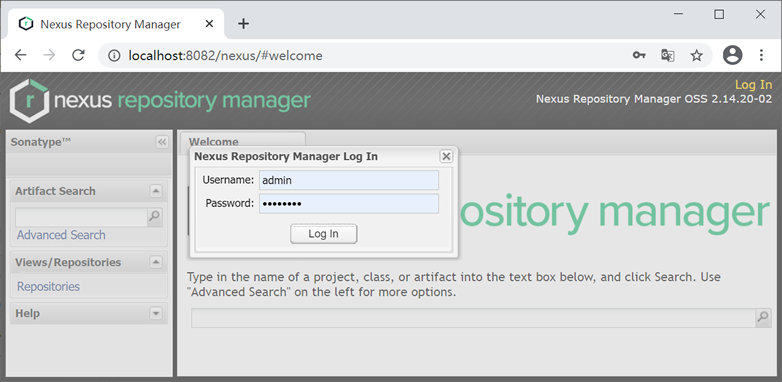 Nexus Repository Manager
localhost:8082/nexus/#welcome
nexus repository manager
Log In
Nexus Repository Manager OSS 2.14.20-02
Sonatype™
Welcome
Nexus Repository Manager Log In
Username: admin
Password: ••••••••
Log In
Artifact Search
Advanced Search
Views/Repositories
Repositories
Help
ository manager
Type in the name of a project, class, or artifact into the text box below, and click Search. Use
"Advanced Search" on the left for more options.